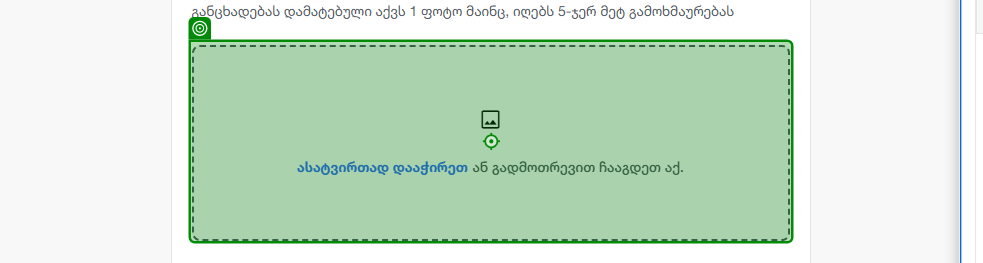 განცხადებას დამატებული აქვს 1 ფოტო მაინც, იღებს 5-ჯერ მეტ გამოხმაურებას
ასატვირთად დააჭირეთ ან გადმოთრევით ჩააგდეთ აქ.